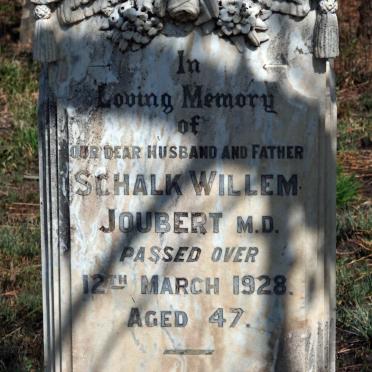 In
Loving Memory
of
OUR DEAR HUSBAND AND FATHER
SCHALK WILLEM
JOUBERT M.D.
PASSED OVER
12TH MARCH 1928.
AGED 47.